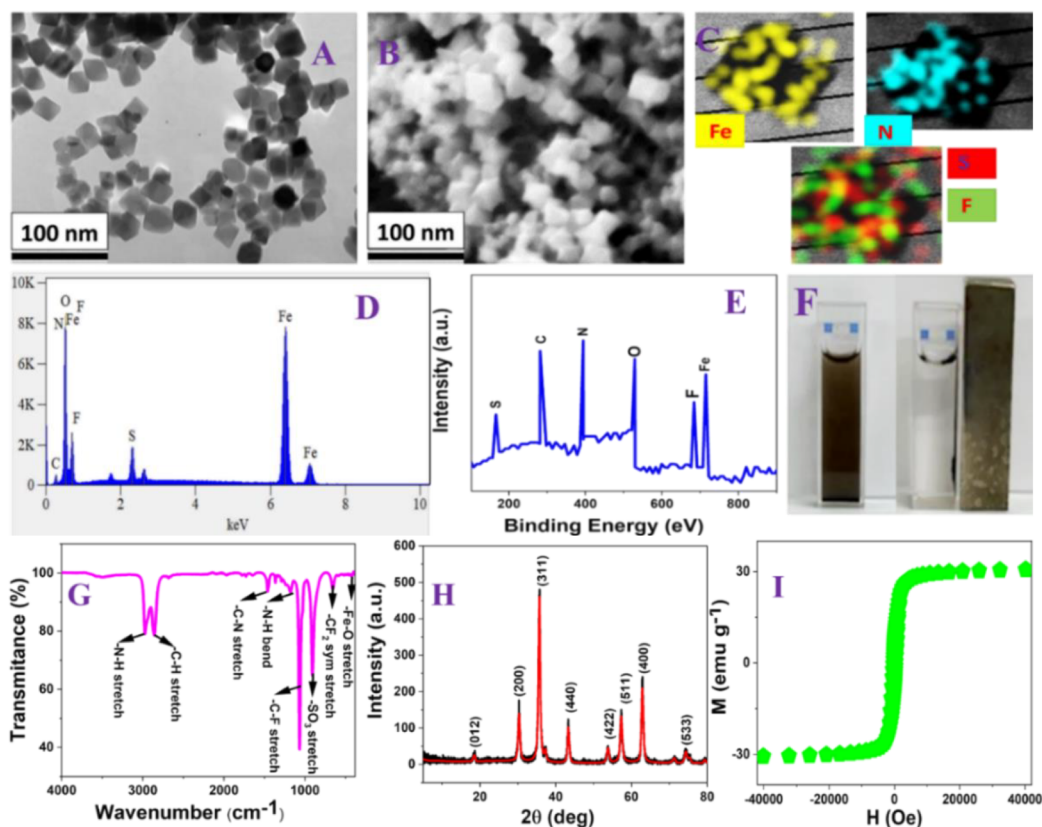 A
100 nm
B
100 nm
C
Fe
N
S
F
D
10K
8K
6K
4K
2K
0
O
F
N
Fe
F
C
S
Fe
Fe
0
2
4
6
8
10
keV
E
Intensity (a.u.)
S
C
N
O
F
Fe
200
400
600
800
Binding Energy (eV)
F
G
Transmitance (%)
100
80
60
40
-N-H stretch
-C-H stretch
-C-N stretch
-N-H bend
-C-F stretch
-SO3 stretch
-CF2 sym stretch
-Fe-O stretch
4000
3000
2000
1000
Wavenumber (cm-1)
H
Intensity (a.u.)
600
500
400
300
200
100
0
(012)
(200)
(311)
(440)
(422)
(511)
(400)
(533)
20
40
60
80
2θ (deg)
I
M (emu g-1)
30
0
-30
-40000
-20000
0
20000
40000
H (Oe)